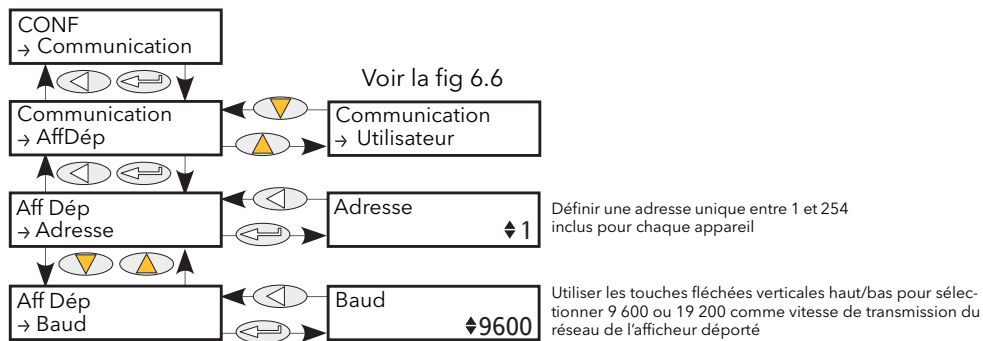 CONF
→ Communication
Voir la fig 6.6
Communication
→ AffDép
Communication
→ Utilisateur
Aff Dép
→ Adresse
Adresse
♦1
Définir une adresse unique entre 1 et 254
inclus pour chaque appareil
Aff Dép
→ Baud
Baud
♦9600
Utiliser les touches fléchées verticales haut/bas pour sélec-
tionner 9 600 ou 19 200 comme vitesse de transmission du
réseau de l’afficheur déporté